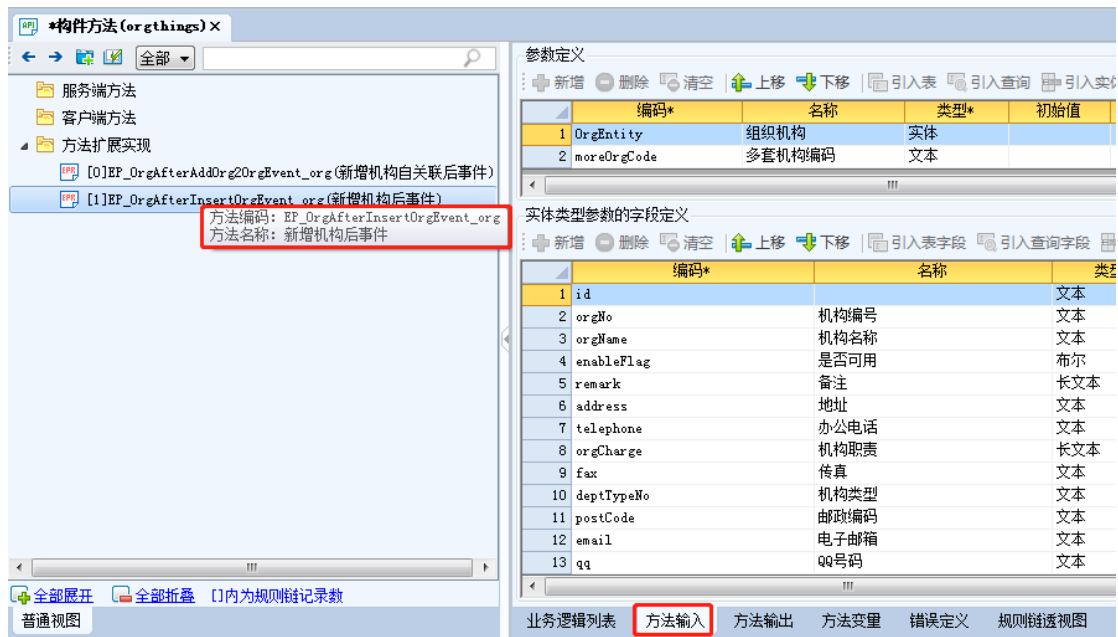 *构件方法(orgthings)
全部
服务端方法
客户端方法
方法扩展实现
[0]EP_OrgAfterAddOrg2OrgEvent_org(新增机构自关联后事件)
[1]EP_OrgAfterInsertOrgEvent_org(新增机构后事件)
方法编码: EP_OrgAfterInsertOrgEvent_org
方法名称: 新增机构后事件
全部展开 全部折叠 []内为规则链记录数
普通视图
参数定义
新增 删除 清空 上移 下移 引入表 引入查询
编码* 名称 类型* 初始值
1 OrgEntity 组织机构 实体
2 moreOrgCode 多套机构编码 文本
实体类型参数的字段定义
新增 删除 清空 上移 下移 引入表字段 引入查询字段
编码* 名称
1 id 文本
2 orgNo 机构编号 文本
3 orgName 机构名称 文本
4 enableFlag 是否可用 布尔
5 remark 备注 长文本
6 address 地址 文本
7 telephone 办公电话 文本
8 orgCharge 机构职责 长文本
9 fax 传真 文本
10 deptTypeNo 机构类型 文本
11 postCode 邮政编码 文本
12 email 电子邮箱 文本
13 qq QQ号码 文本
业务逻辑列表 方法输入 方法输出 方法变量 错误定义 规则链透视图